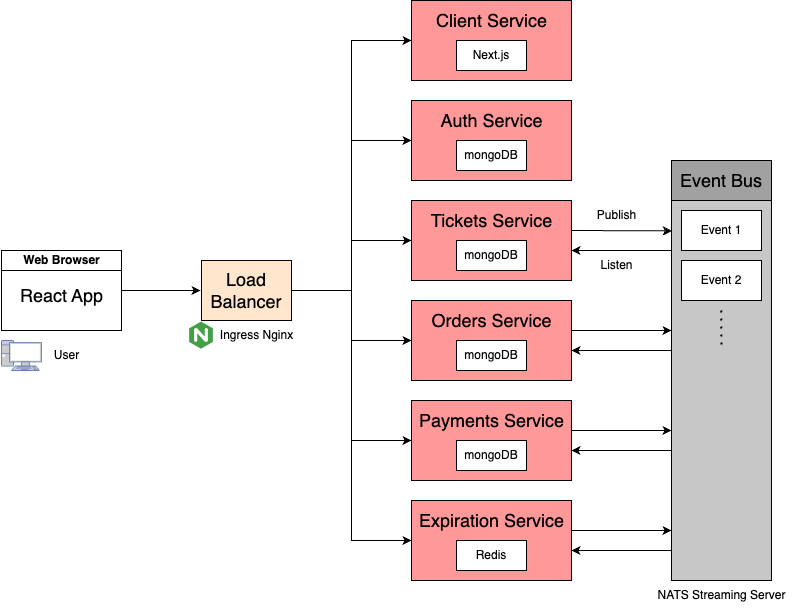 Client Service
Next.js
Auth Service
mongoDB
Tickets Service
mongoDB
Orders Service
mongoDB
Payments Service
mongoDB
Expiration Service
Redis
Web Browser
React App
User
Load
Balancer
N
Ingress Nginx
Publish
Listen
Event Bus
Event 1
Event 2
NATS Streaming Server